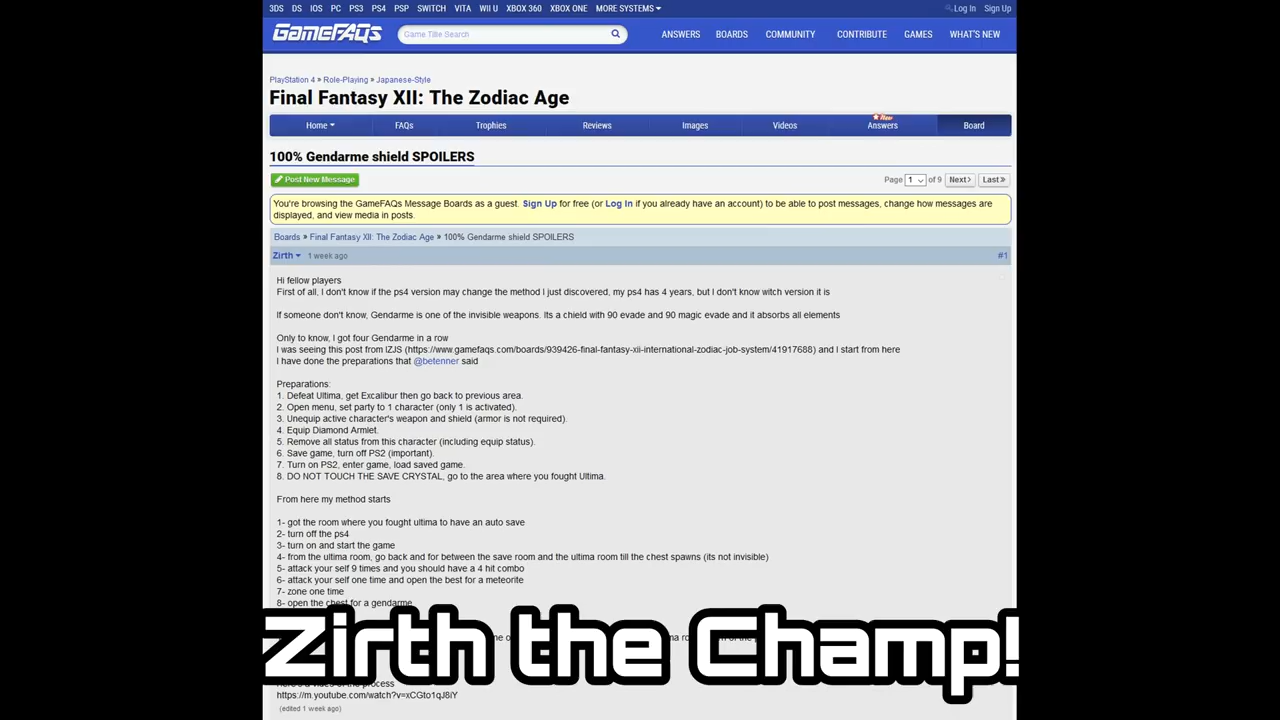 3DS DS IOS PC PS3 PS4 PSP SWITCH VITA WII U XBOX 360 XBOX ONE MORE SYSTEMS Log In Sign Up
GameFAQs Game Title Search ANSWERS BOARDS COMMUNITY CONTRIBUTE GAMES WHAT'S NEW
PlayStation 4 » Role-Playing » Japanese-Style
Final Fantasy XII: The Zodiac Age
New
Home FAQs Trophies Reviews Images Videos Answers Board
100% Gendarme shield SPOILERS
Post New Message Page 1 of 9 Next> Last»
You're browsing the GameFAQs Message Boards as a guest. Sign Up for free (or Log In if you already have an account) to be able to post messages, change how messages are
displayed, and view media in posts.
Boards » Final Fantasy XII: The Zodiac Age » 100% Gendarme shield SPOILERS
Zirth 1 week ago #1
Hi fellow players
First of all, I don't know if the ps4 version may change the method I just discovered, my ps4 has 4 years, but I don't know witch version it is
If someone don't know, Gendarme is one of the invisible weapons. Its a chield with 90 evade and 90 magic evade and it absorbs all elements
Only to know, I got four Gendarme in a row
I was seeing this post from IZJS (https://www.gamefaqs.com/boards/939426-final-fantasy-xii-international-zodiac-job-system/41917688) and I start from here
I have done the preparations that @betenner said
Preparations:
1. Defeat Ultima, get Excalibur then go back to previous area.
2. Open menu, set party to 1 character (only 1 is activated).
3. Unequip active character's weapon and shield (armor is not required).
4. Equip Diamond Armlet.
5. Remove all status from this character (including equip status).
6. Save game, turn off PS2 (important).
7. Turn on PS2, enter game, load saved game.
8. DO NOT TOUCH THE SAVE CRYSTAL, go to the area where you fought Ultima.
From here my method starts
1- got the room where you fought ultima to have an auto save
2- turn off the ps4
3- turn on and start the game
4- from the ultima room, go back and for between the save room and the ultima room till the chest spawns (its not invisible)
5- attack your self 9 times and you should have a 4 hit combo
6- attack your self one time and open the best for a meteorite
7- zone one time
8- open the chest for a gendarme
Zirth the Champ!
process
https://m.youtube.com/watch?v=xCGto1qJ8iY
(edited 1 week ago)